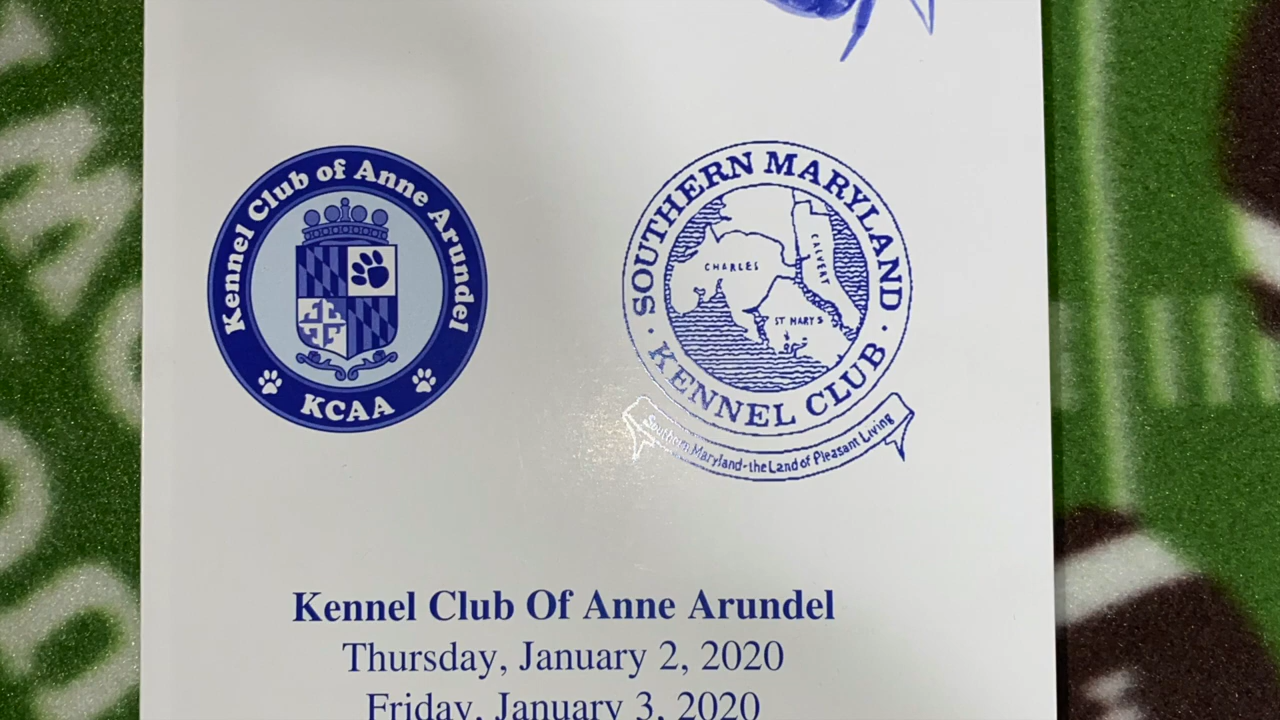 Kennel Club of Anne Arundel
KCAA
SOUTHERN MARYLAND
KENNEL CLUB
CHARLES
CALVERT
ST MARY'S
Southern Maryland-the Land of Pleasant Living
Kennel Club Of Anne Arundel
Thursday, January 2, 2020
Friday, January 3, 2020